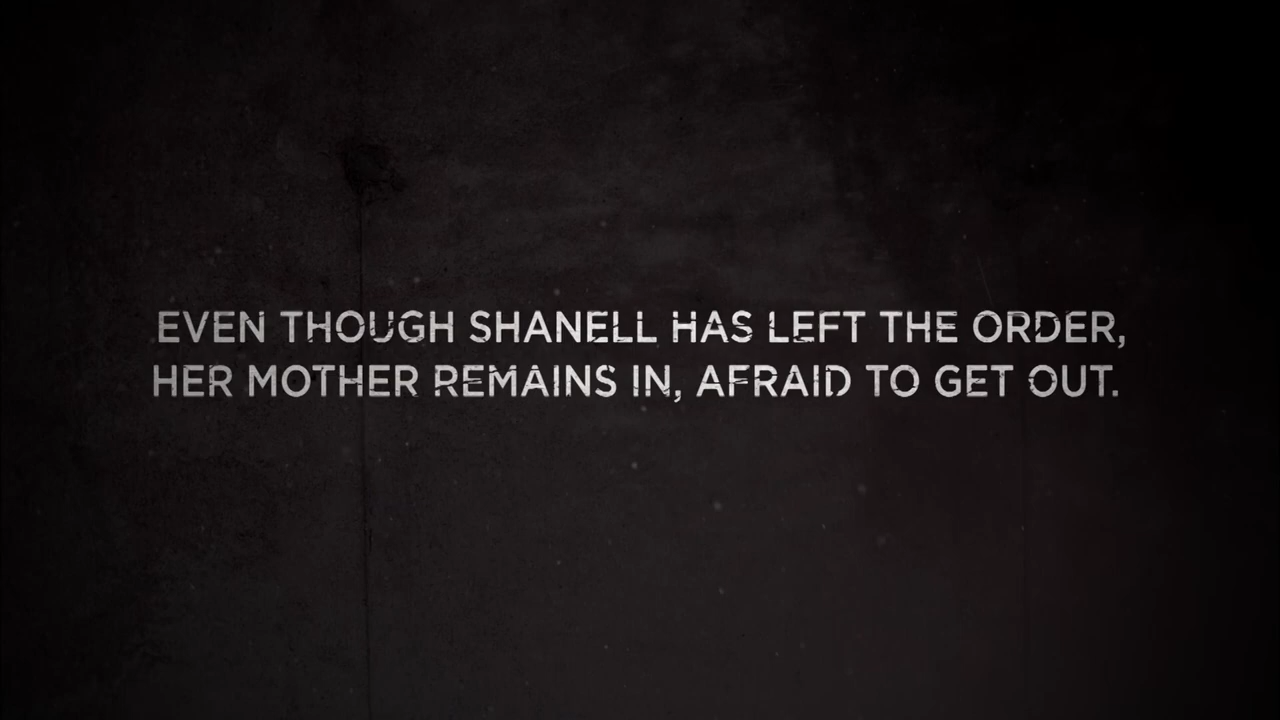 EVEN THOUGH SHANELL HAS LEFT THE ORDER,
HER MOTHER REMAINS IN, AFRAID TO GET OUT.